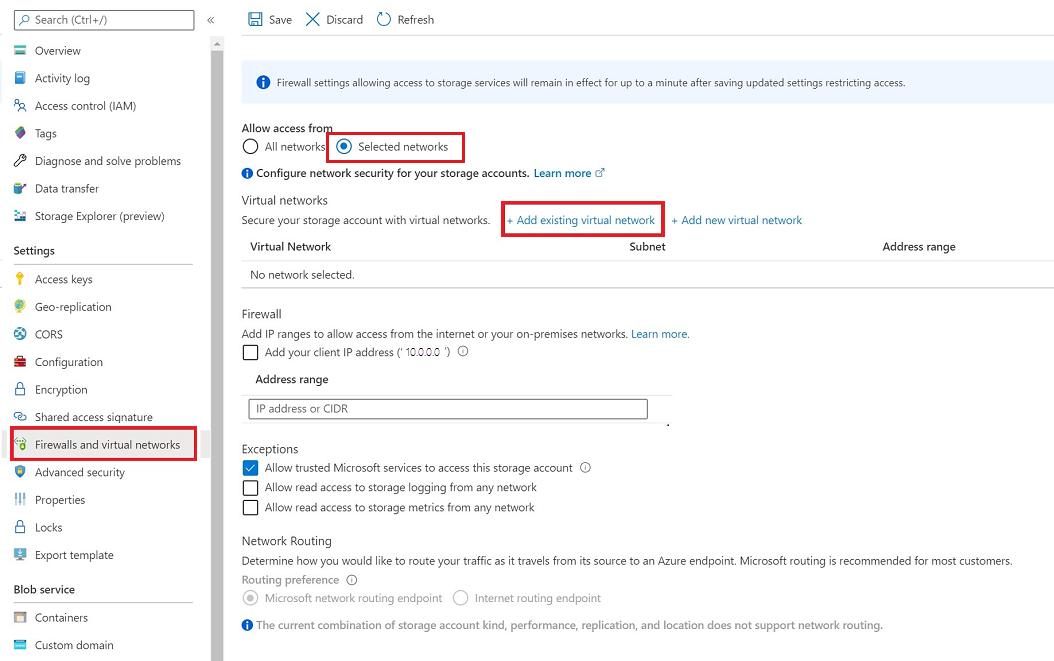 Search (Ctrl+/)
«
Overview
Activity log
Access control (IAM)
Tags
Diagnose and solve problems
Data transfer
Storage Explorer (preview)
Settings
Access keys
Geo-replication
CORS
Configuration
Encryption
Shared access signature
Firewalls and virtual networks
Advanced security
Properties
Locks
Export template
Blob service
Containers
Custom domain
Save Discard Refresh
Firewall settings allowing access to storage services will remain in effect for up to a minute after saving updated settings restricting access.
Allow access from
All networks Selected networks
Configure network security for your storage accounts. Learn more
Virtual networks
Secure your storage account with virtual networks. + Add existing virtual network + Add new virtual network
Virtual Network Subnet Address range
No network selected.
Firewall
Add IP ranges to allow access from the internet or your on-premises networks. Learn more.
Add your client IP address (' 10.0.0.0 ')
Address range
IP address or CIDR
Exceptions
Allow trusted Microsoft services to access this storage account
Allow read access to storage logging from any network
Allow read access to storage metrics from any network
Network Routing
Determine how you would like to route your traffic as it travels from its source to an Azure endpoint. Microsoft routing is recommended for most customers.
Routing preference
Microsoft network routing endpoint Internet routing endpoint
The current combination of storage account kind, performance, replication, and location does not support network routing.